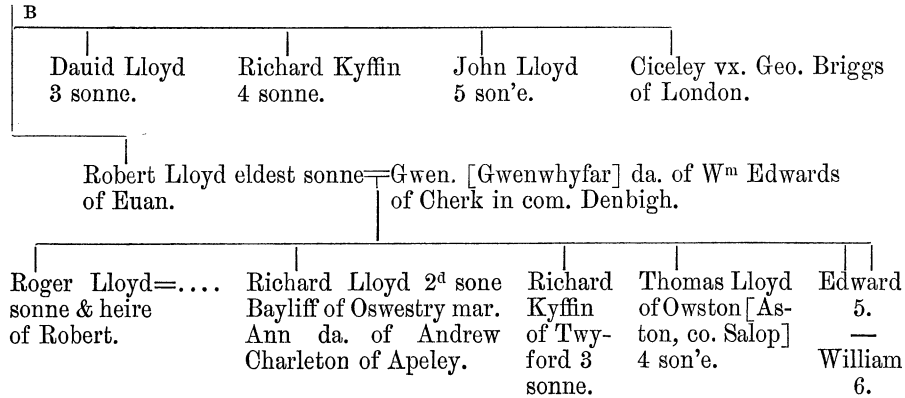 B
Dauid Lloyd
3 sonne.
Richard Kyffin
4 sonne.
John Lloyd
5 son'e.
Ciceley vx. Geo. Briggs
of London.
Robert Lloyd eldest sonne=Gwen. [Gwenwhyfar] da. of Wᵐ Edwards
of Euan.
of Cherk in com. Denbigh.
Roger Lloyd=....
sonne & heire
of Robert.
Richard Lloyd 2ᵈ sone
Bayliff of Oswestry mar.
Ann da. of Andrew
Charleton of Apeley.
Richard
Kyffin
of Twy-
ford 3
sonne.
Thomas Lloyd
of Owston [As-
ton, co. Salop]
4 son'e.
Edward
5.
—
William
6.